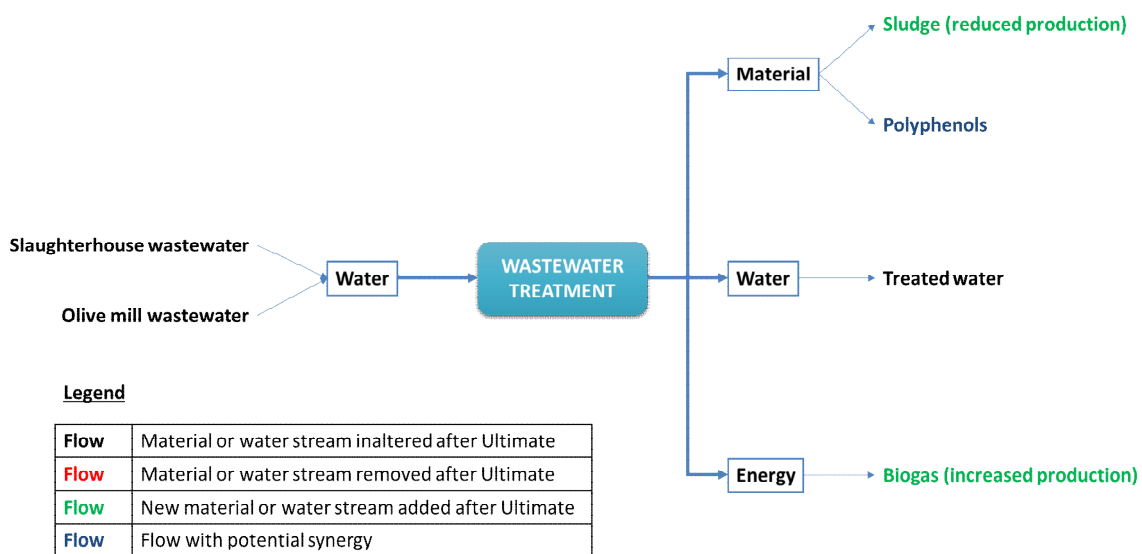 Sludge (reduced production)
Material
Polyphenols
Slaughterhouse wastewater
Water
WASTEWATER
TREATMENT
Water
Treated water
Olive mill wastewater
Legend
Flow Material or water stream inaltered after Ultimate
Flow Material or water stream removed after Ultimate
Flow New material or water stream added after Ultimate
Flow Flow with potential synergy
Energy
Biogas (increased production)